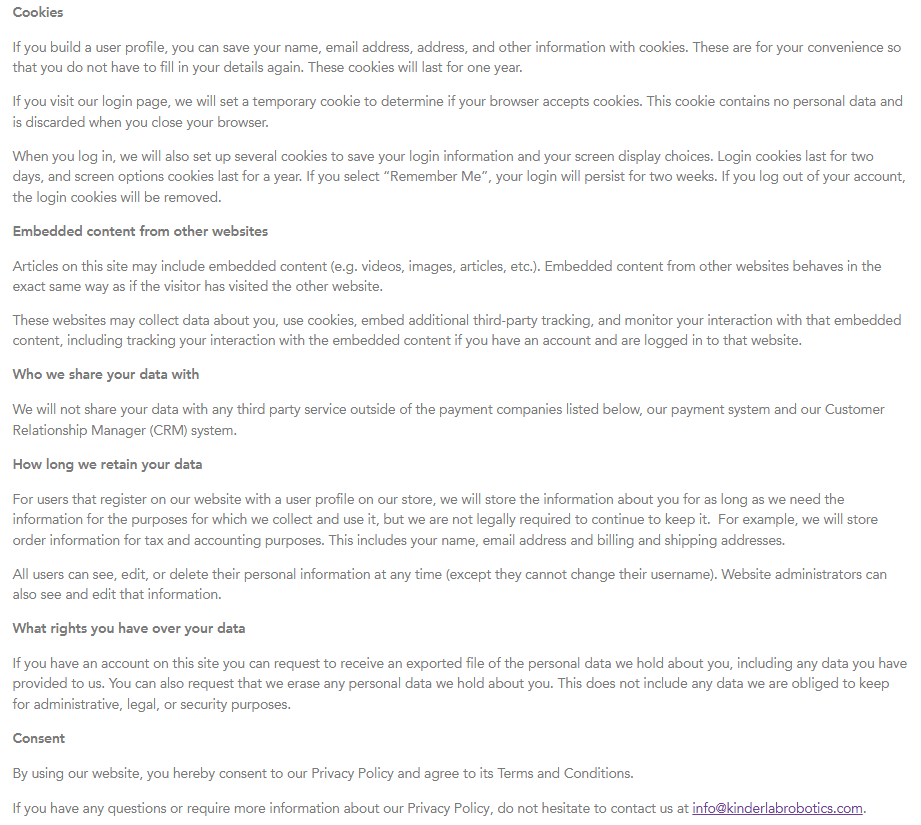 Cookies
If you build a user profile, you can save your name, email address, address, and other information with cookies. These are for your convenience so
that you do not have to fill in your details again. These cookies will last for one year.
If you visit our login page, we will set a temporary cookie to determine if your browser accepts cookies. This cookie contains no personal data and
is discarded when you close your browser.
When you log in, we will also set up several cookies to save your login information and your screen display choices. Login cookies last for two
days, and screen options cookies last for a year. If you select “Remember Me”, your login will persist for two weeks. If you log out of your account,
the login cookies will be removed.
Embedded content from other websites
Articles on this site may include embedded content (e.g. videos, images, articles, etc.). Embedded content from other websites behaves in the
exact same way as if the visitor has visited the other website.
These websites may collect data about you, use cookies, embed additional third-party tracking, and monitor your interaction with that embedded
content, including tracking your interaction with the embedded content if you have an account and are logged in to that website.
Who we share your data with
We will not share your data with any third party service outside of the payment companies listed below, our payment system and our Customer
Relationship Manager (CRM) system.
How long we retain your data
For users that register on our website with a user profile on our store, we will store the information about you for as long as we need the
information for the purposes for which we collect and use it, but we are not legally required to continue to keep it.  For example, we will store
order information for tax and accounting purposes. This includes your name, email address and billing and shipping addresses.
All users can see, edit, or delete their personal information at any time (except they cannot change their username). Website administrators can
also see and edit that information.
What rights you have over your data
If you have an account on this site you can request to receive an exported file of the personal data we hold about you, including any data you have
provided to us. You can also request that we erase any personal data we hold about you. This does not include any data we are obliged to keep
for administrative, legal, or security purposes.
Consent
By using our website, you hereby consent to our Privacy Policy and agree to its Terms and Conditions.
If you have any questions or require more information about our Privacy Policy, do not hesitate to contact us at info@kinderlabrobotics.com.